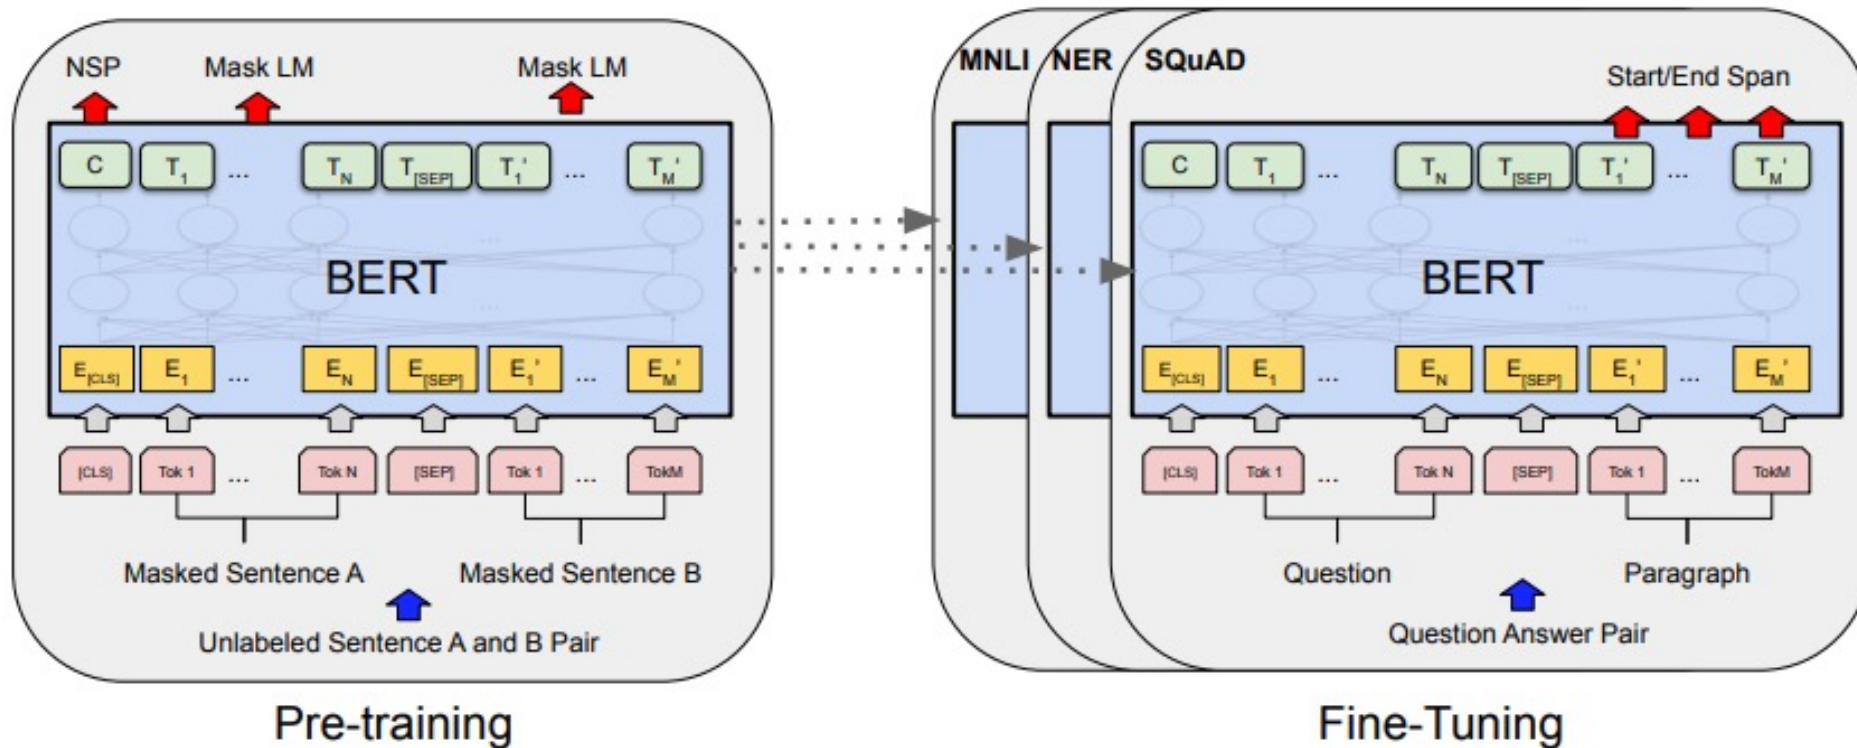 NSP Mask LM Mask LM
C T1 ... TN T[SEP] T1' ... TM'
...
BERT
...
E[CLS] E1 ... EN E[SEP] E1' ... EM'
[CLS] Tok 1 ... Tok N [SEP] Tok 1 ... TokM
Masked Sentence A Masked Sentence B
Unlabeled Sentence A and B Pair
Pre-training
MNLI NER SQuAD
Start/End Span
C T1 ... TN T[SEP] T1' ... TM'
...
BERT
...
E[CLS] E1 ... EN E[SEP] E1' ... EM'
[CLS] Tok 1 ... Tok N [SEP] Tok 1 ... TokM
Question Paragraph
Question Answer Pair
Fine-Tuning